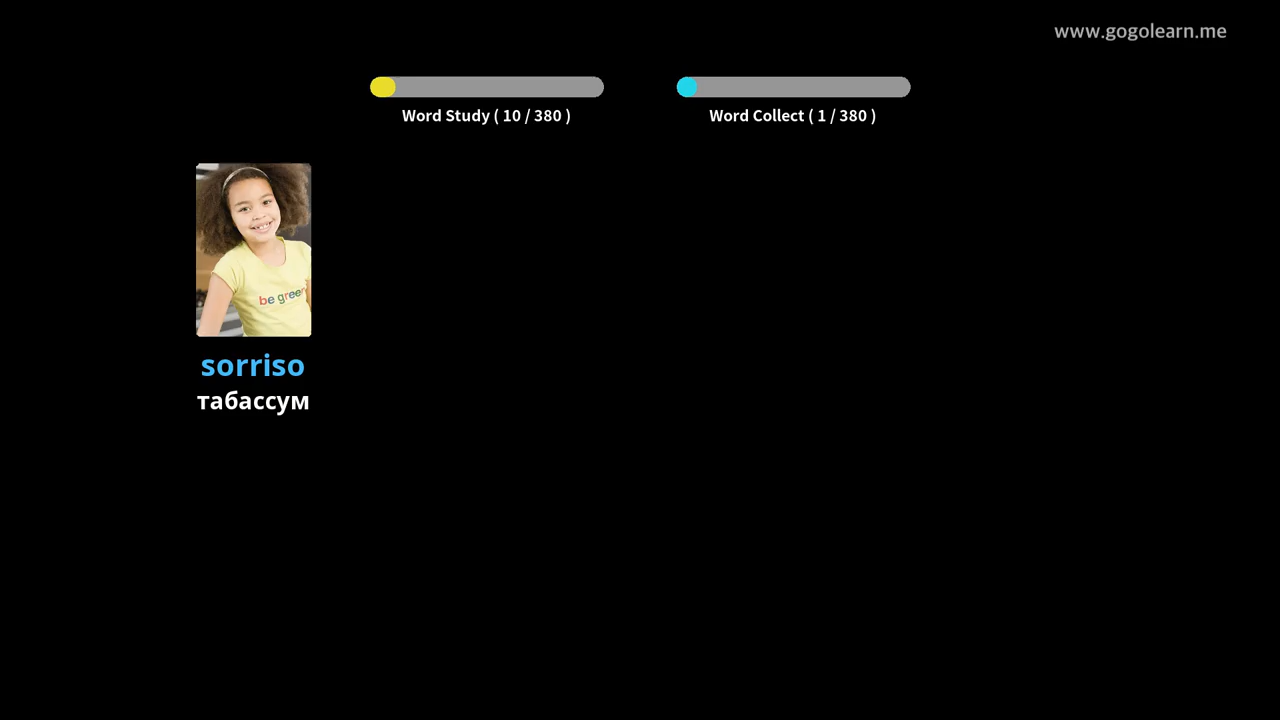 www.gogolearn.me
Word Study ( 10 / 380 )
Word Collect ( 1 / 380 )
be green
sorriso
табассум